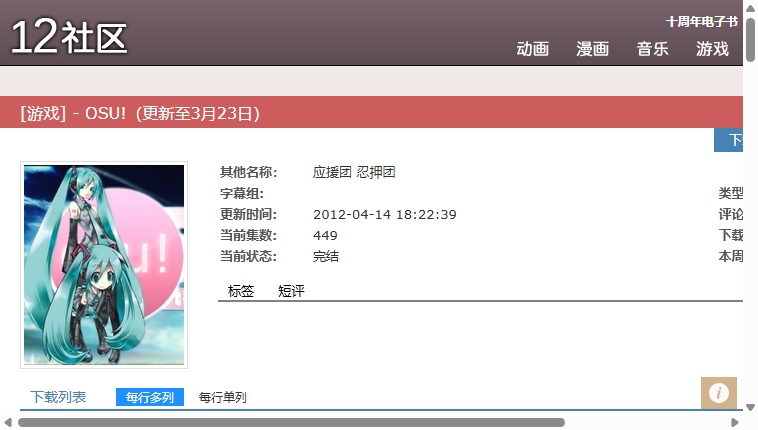 12社区
十周年电子书
动画 漫画 音乐 游戏
[游戏] - OSU! (更新至3月23日)
下
其他名称: 应援团 忍押团
字幕组: 类型
更新时间: 2012-04-14 18:22:39 评论
当前集数: 449 下载
当前状态: 完结 本周
标签 短评
下载列表 每行多列 每行单列